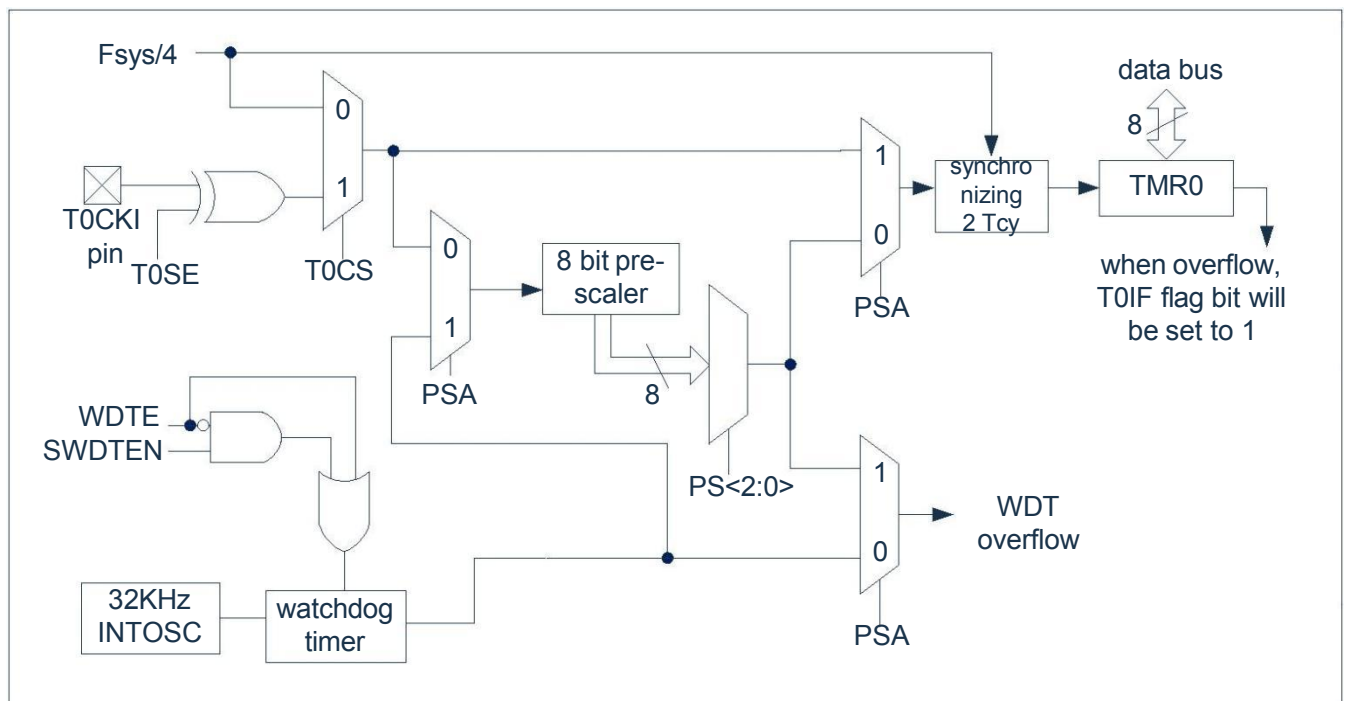 Fsys/4
data bus
8
0
1
T0CKI
pin
T0SE
T0CS
1
0
PSA
synchro
nizing
2 Tcy
TMR0
when overflow,
T0IF flag bit will
be set to 1
0
1
PSA
8 bit pre-
scaler
8
PS<2:0>
WDTE
SWDTEN
1
0
PSA
WDT
overflow
32KHz
INTOSC
watchdog
timer